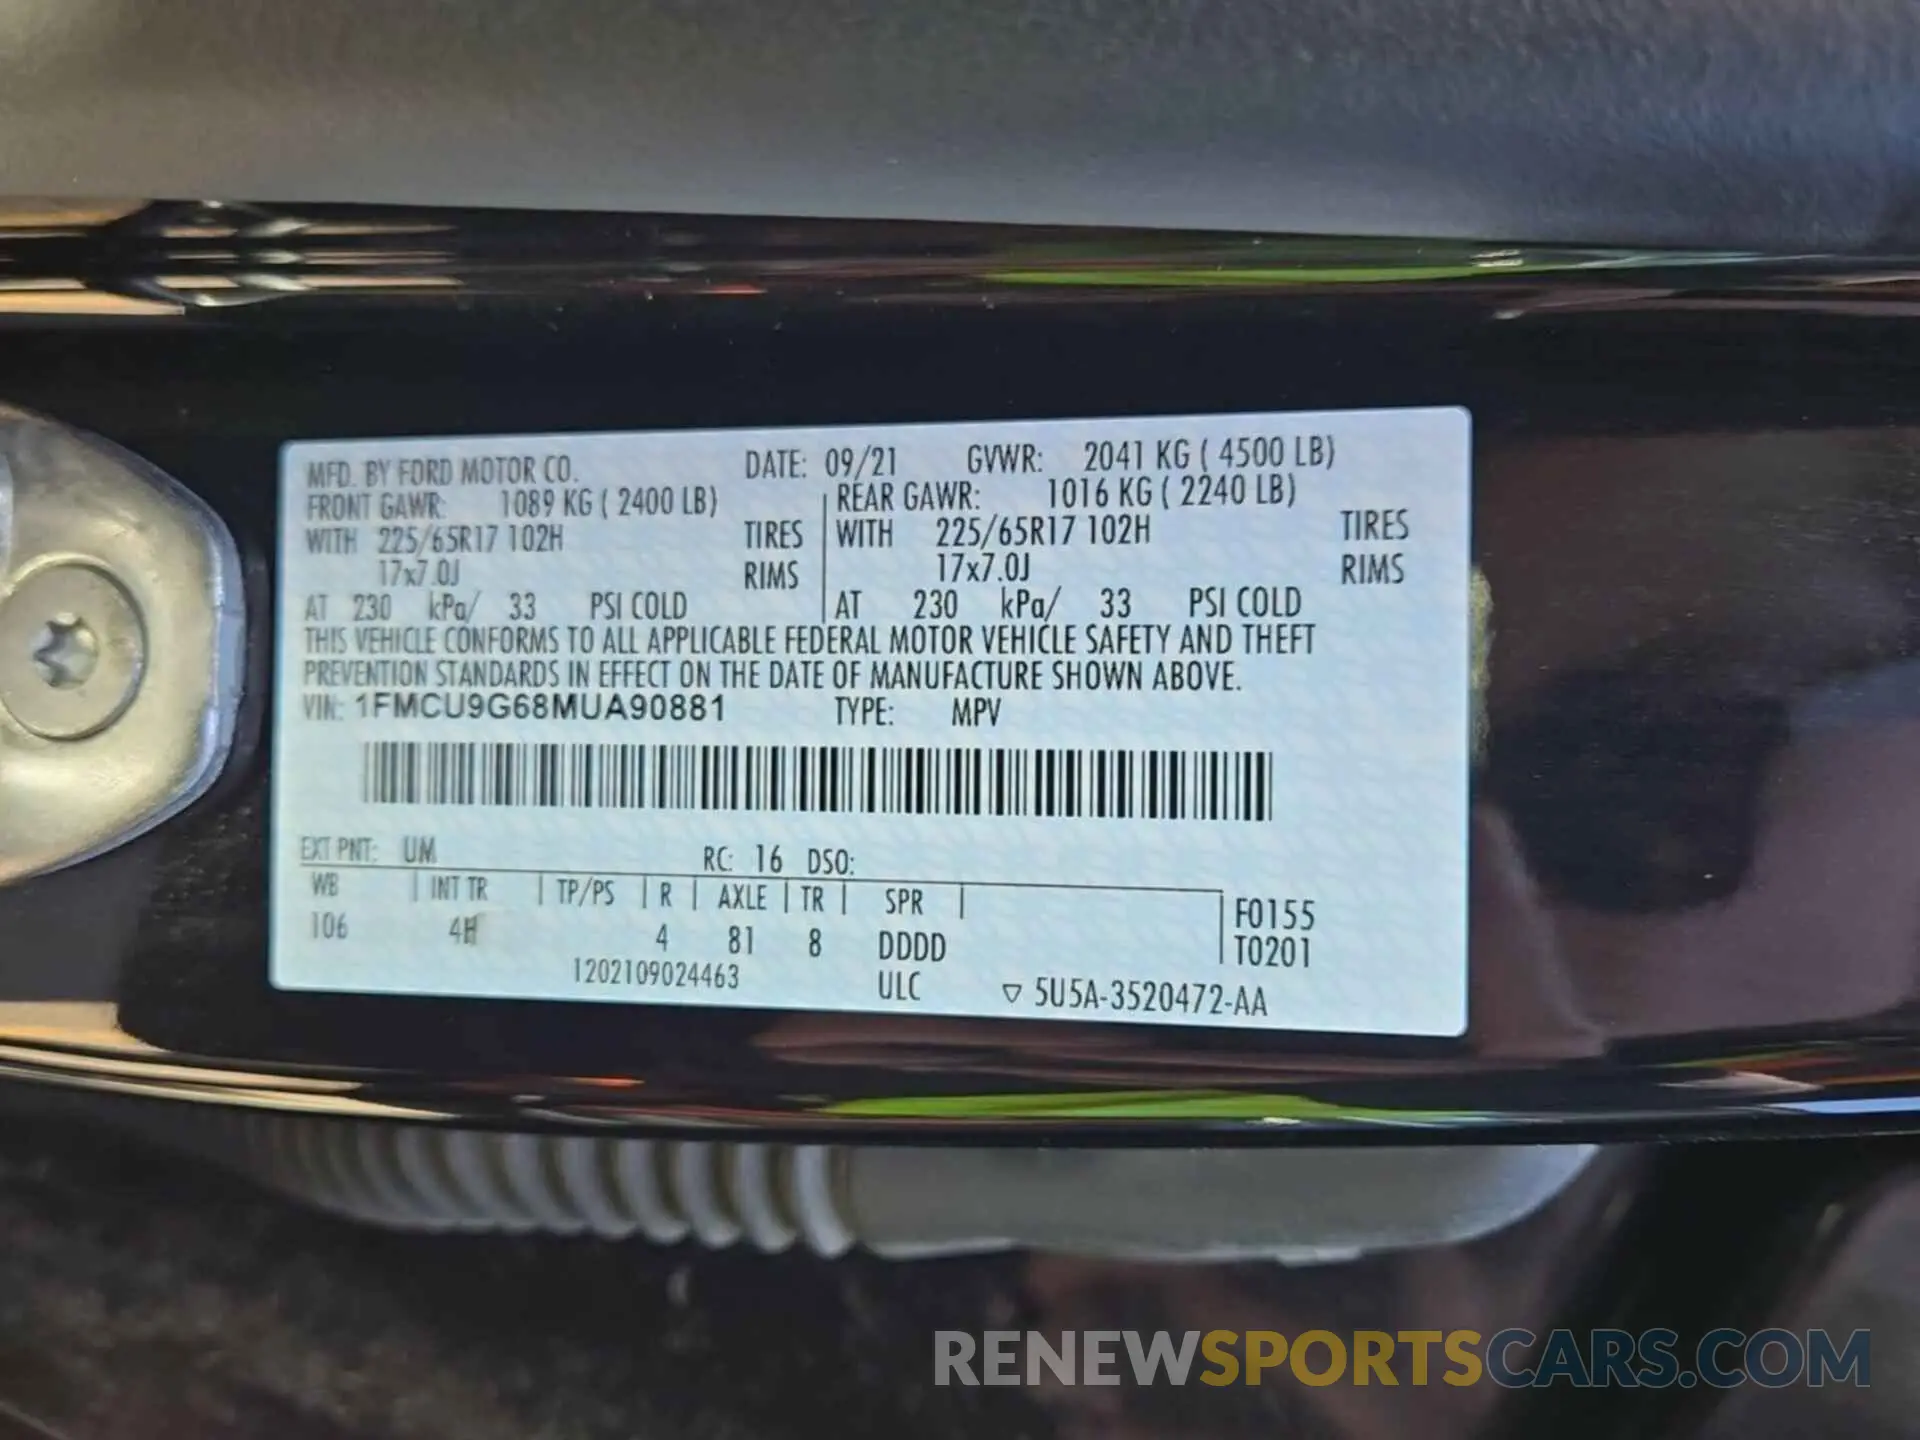 MFD. BY FORD MOTOR CO. DATE: 09/21 GVWR: 2041 KG ( 4500 LB)
FRONT GAWR: 1089 KG ( 2400 LB) REAR GAWR: 1016 KG ( 2240 LB)
WITH 225/65R17 102H TIRES WITH 225/65R17 102H TIRES
17x7.0J RIMS 17x7.0J RIMS
AT 230 kPa/ 33 PSI COLD AT 230 kPa/ 33 PSI COLD
THIS VEHICLE CONFORMS TO ALL APPLICABLE FEDERAL MOTOR VEHICLE SAFETY AND THEFT
PREVENTION STANDARDS IN EFFECT ON THE DATE OF MANUFACTURE SHOWN ABOVE.
VIN: 1FMCU9G68MUA90881 TYPE: MPV
EXT PNT: UM RC: 16 DSO:
WB INT TR TP/PS R AXLE TR SPR F0155
106 4H 4 81 8 DDDD T0201
1202109024463 ULC ▽ 5U5A-3520472-AA
RENEWSPORTSCARS.COM